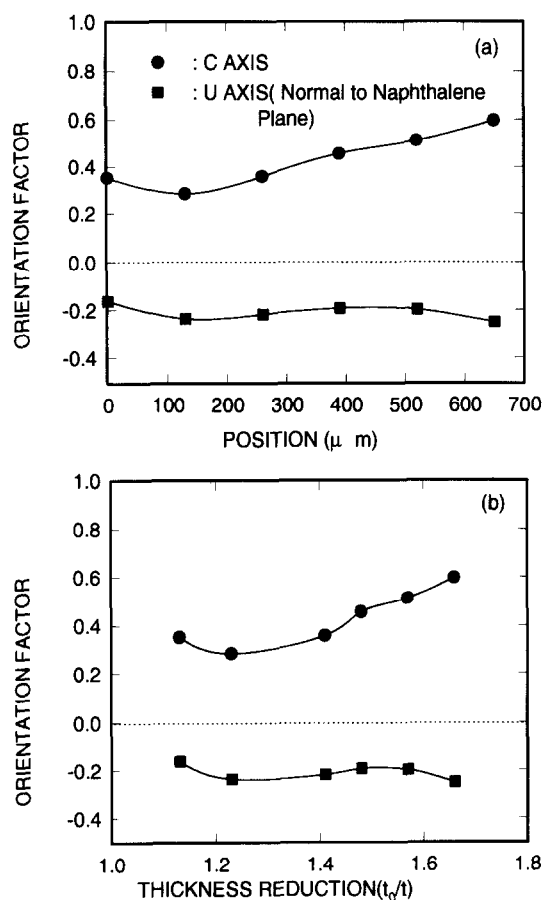 1.0
(a)
: C AXIS
0.8
: U AXIS( Normal to Naphthalene
Plane)
0.6
0.4
0.2
0.0
-0.2
-0.4
ORIENTATION FACTOR
0 100 200 300 400 500 600 700
POSITION (μ m)
1.0
(b)
0.8
0.6
0.4
0.2
0.0
-0.2
-0.4
ORIENTATION FACTOR
1.0 1.2 1.4 1.6 1.8
THICKNESS REDUCTION(t₀/t)